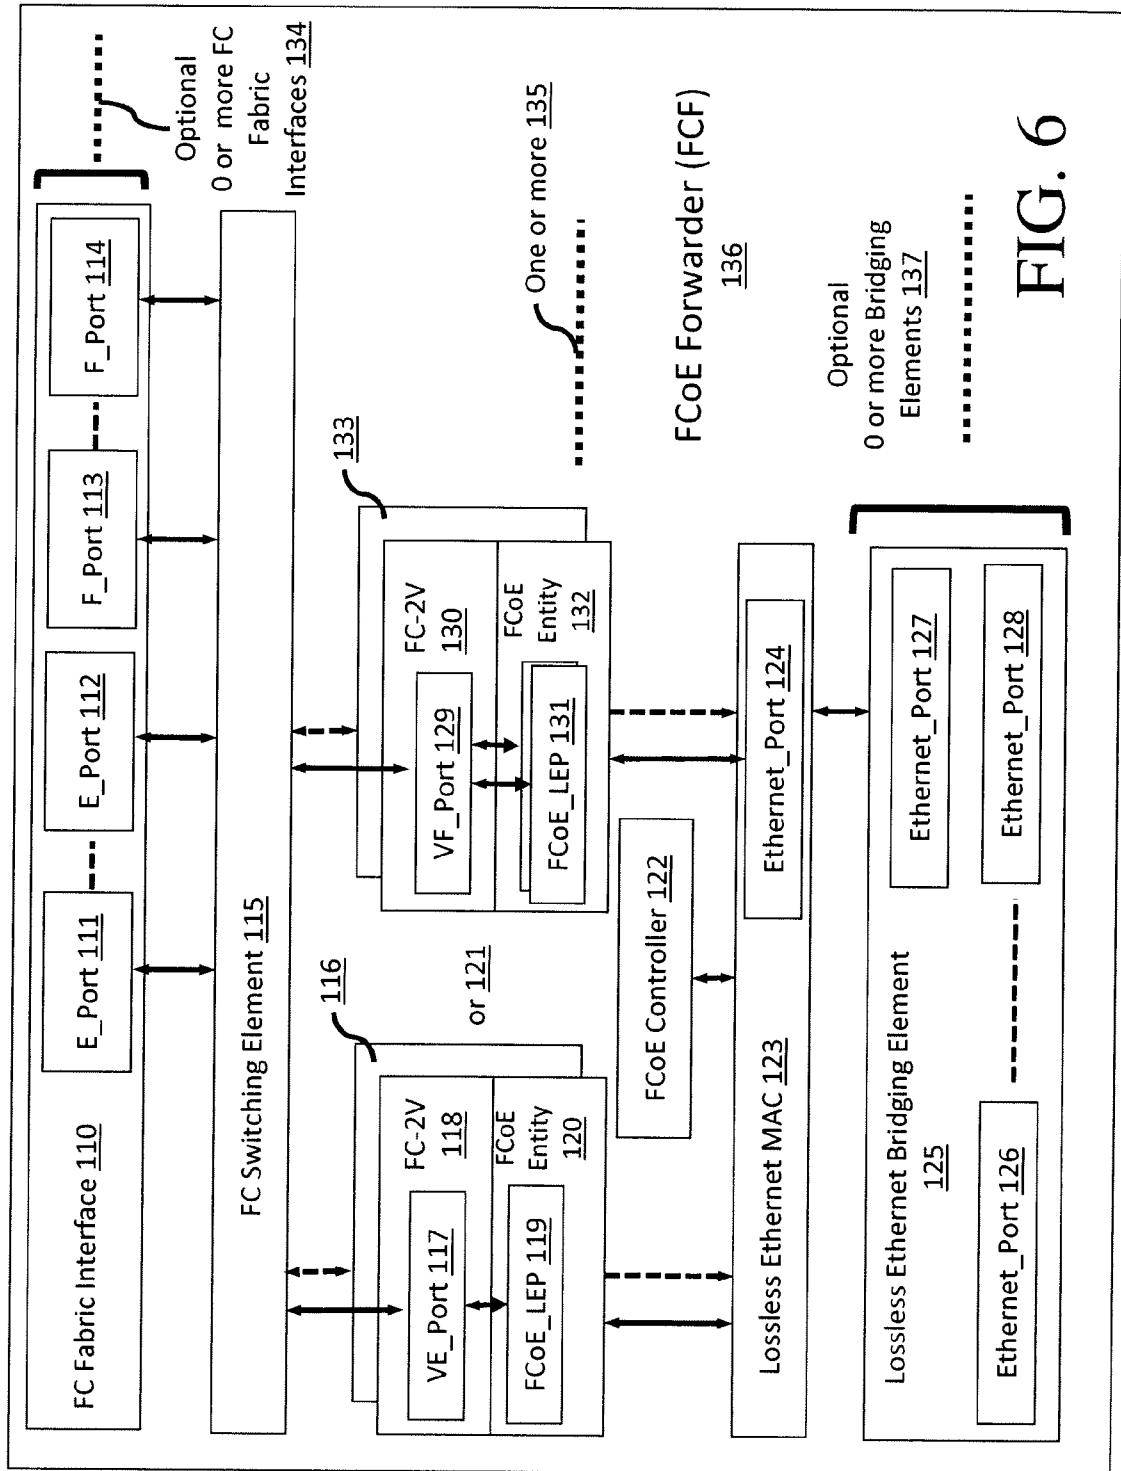 FC Fabric Interface 110
E_Port 111
E_Port 112
F_Port 113
F_Port 114
Optional
0 or more FC
Fabric
Interfaces 134
FC Switching Element 115
116
133
VE_Port 117
FC-2V
118
FCoE_LEP 119
FCoE
Entity
120
or 121
VF_Port 129
FC-2V
130
FCoE_LEP 131
FCoE
Entity
132
One or more 135
FCoE Controller 122
FCoE Forwarder (FCF)
136
Lossless Ethernet MAC 123
Ethernet_Port 124
Optional
0 or more Bridging
Elements 137
Lossless Ethernet Bridging Element
125
Ethernet_Port 126
Ethernet_Port 127
Ethernet_Port 128
FIG. 6